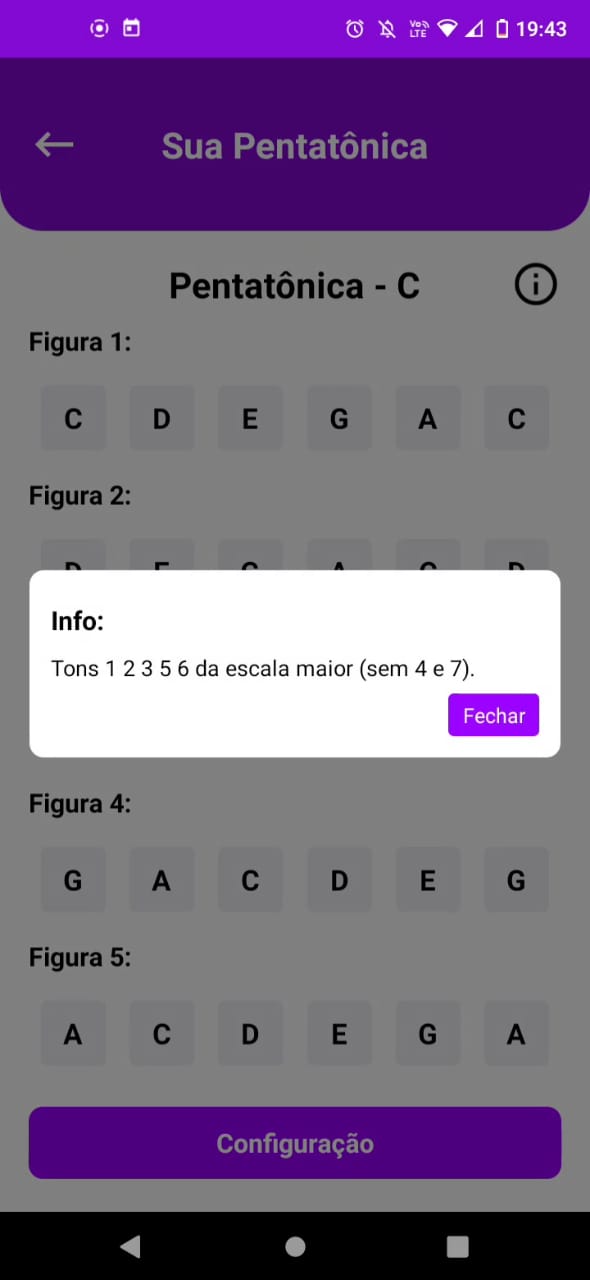 VoLTE 19:43
Sua Pentatônica
Pentatônica - C
Figura 1:
C D E G A C
Figura 2:
Info:
Tons 1 2 3 5 6 da escala maior (sem 4 e 7).
Fechar
Figura 4:
G A C D E G
Figura 5:
A C D E G A
Configuração